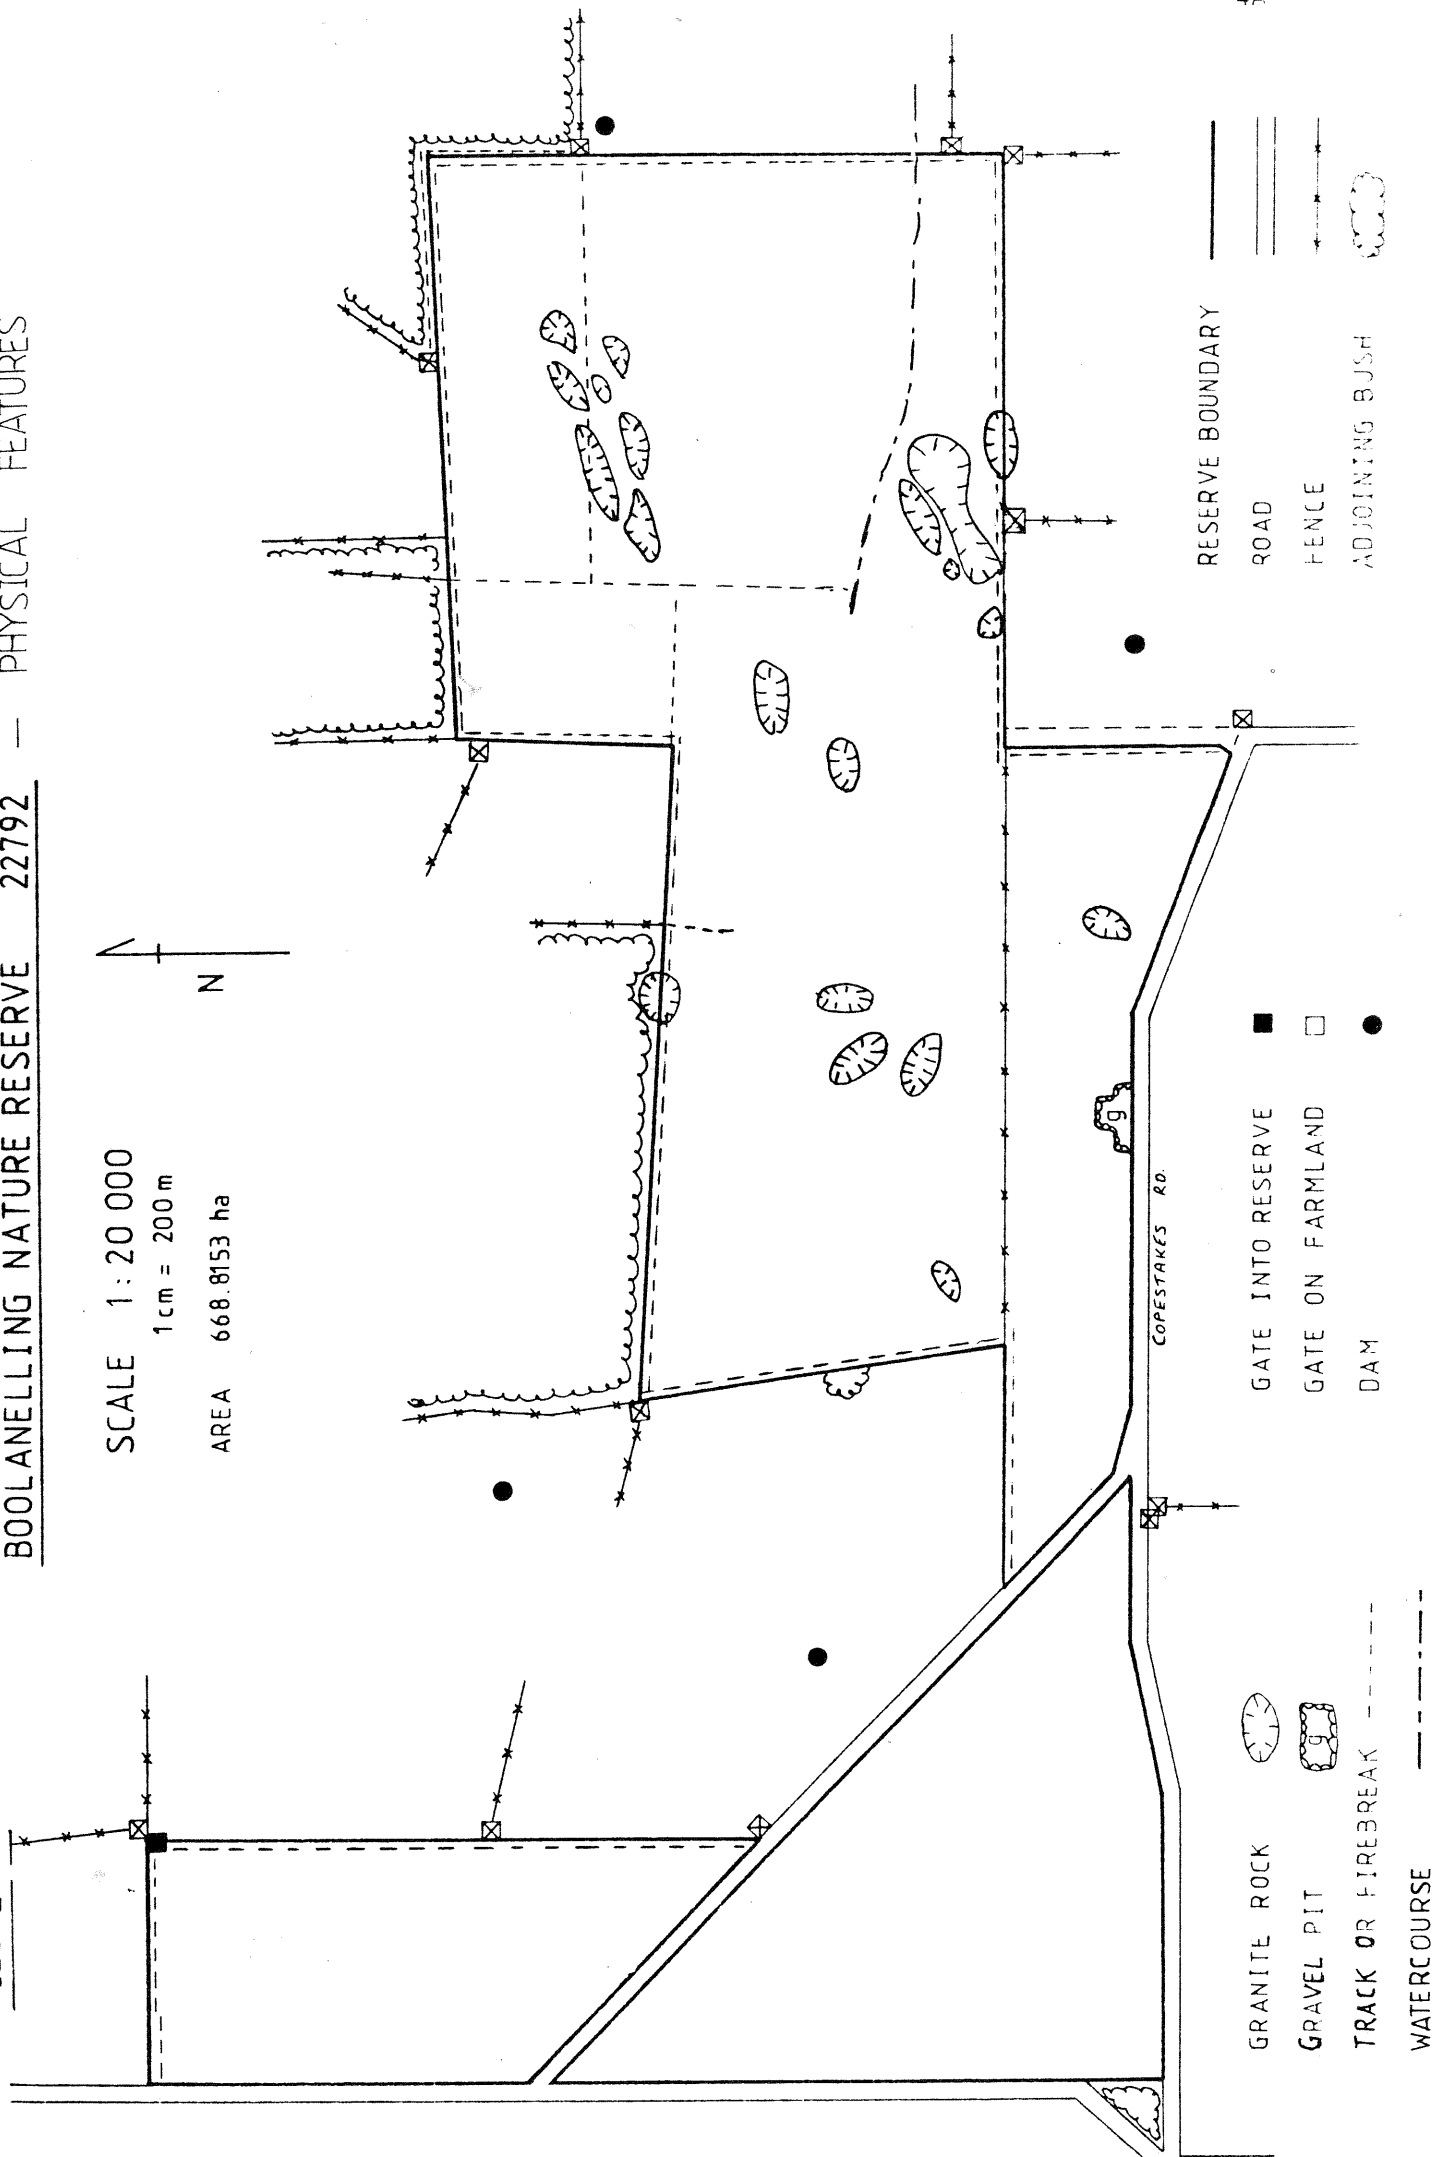 BOOLANELLING NATURE RESERVE 22792 — PHYSICAL FEATURES
SCALE 1:20 000
1cm = 200m
AREA 668.8153 ha
N
g
COPESTAKES RD.
GRANITE ROCK
GRAVEL PIT g
TRACK OR FIREBREAK
WATERCOURSE
GATE INTO RESERVE
GATE ON FARMLAND
DAM
RESERVE BOUNDARY
ROAD
FENCE
ADJOINING BUSH